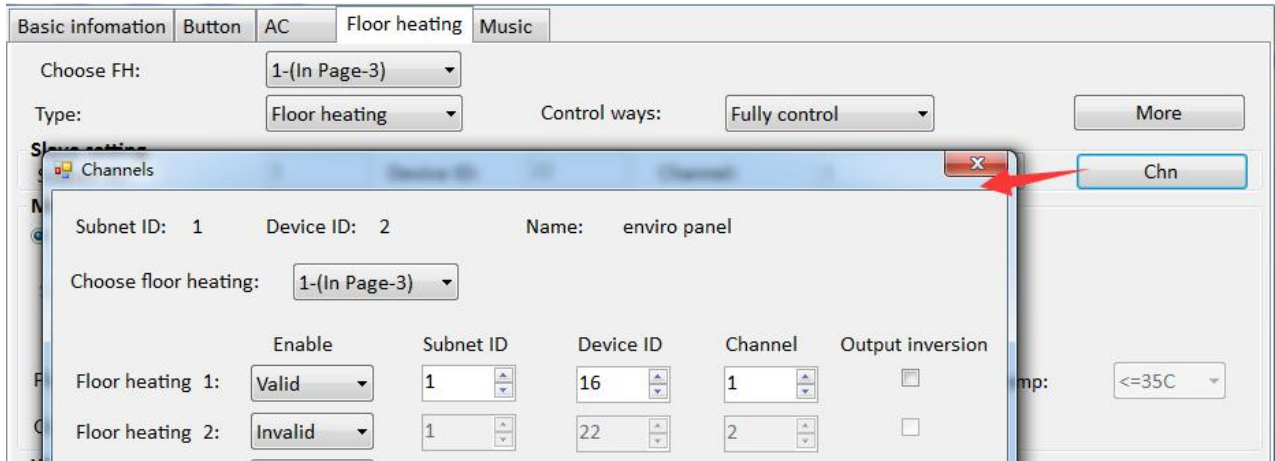 Basic infomation Button AC Floor heating Music
Choose FH: 1-(In Page-3)
Type: Floor heating Control ways: Fully control More
Chn
Channels
Subnet ID: 1 Device ID: 2 Name: enviro panel
Choose floor heating: 1-(In Page-3)
Enable Subnet ID Device ID Channel Output inversion
Floor heating 1: Valid 1 16 1
mp: <=35C
Floor heating 2: Invalid 1 22 2